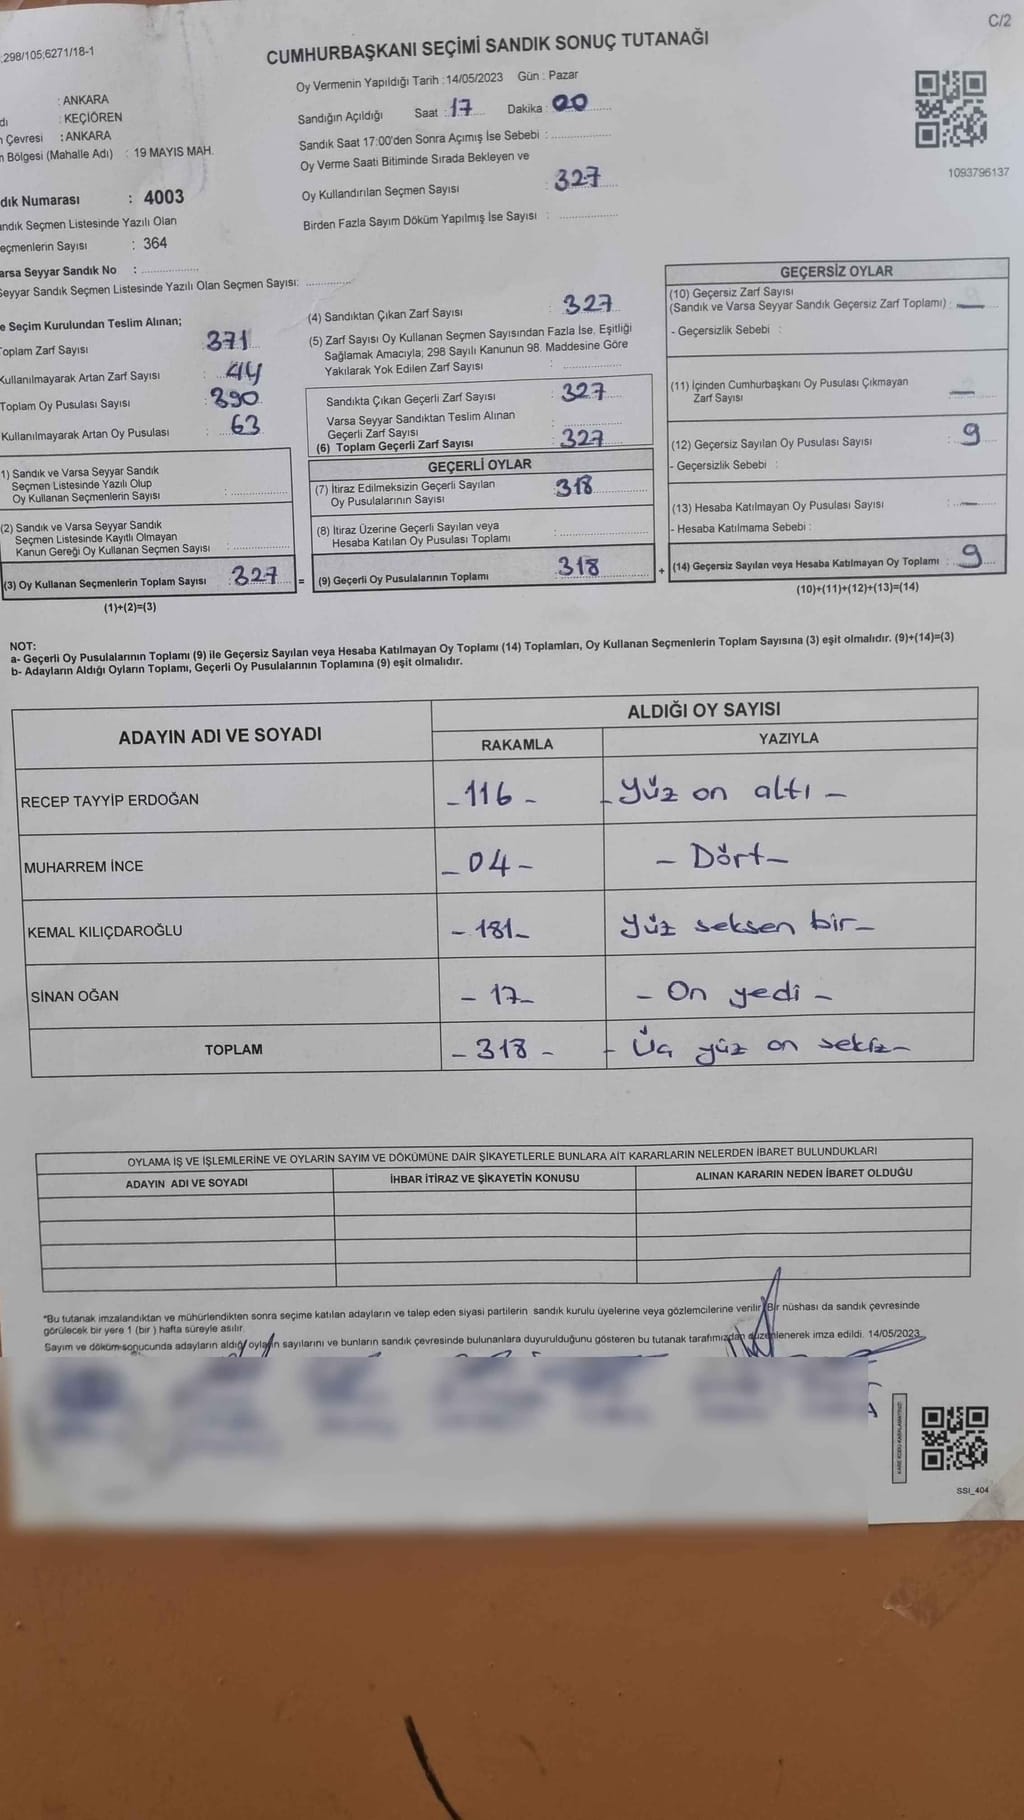 C/2
298/105;6271/18-1
CUMHURBAŞKANI SEÇİMİ SANDIK SONUÇ TUTANAĞI
Oy Vermenin Yapıldığı Tarih : 14/05/2023 Gün : Pazar
: ANKARA
: KEÇİÖREN
Çevresi : ANKARA
Bölgesi (Mahalle Adı) : 19 MAYIS MAH.
Sandığın Açıldığı Saat : 17 Dakika : 00
Sandık Saat 17:00'den Sonra Açımış İse Sebebi :
Oy Verme Saati Bitiminde Sırada Bekleyen ve
Oy Kullandırılan Seçmen Sayısı : 327
Birden Fazla Sayım Döküm Yapılmış İse Sayısı :
1093796137
dık Numarası : 4003
andık Seçmen Listesinde Yazılı Olan
eçmenlerin Sayısı : 364
arsa Seyyar Sandık No :
Seyyar Sandık Seçmen Listesinde Yazılı Olan Seçmen Sayısı:
e Seçim Kurulundan Teslim Alınan;
Toplam Zarf Sayısı : 371
Kullanılmayarak Artan Zarf Sayısı : 44
Toplam Oy Pusulası Sayısı : 390
Kullanılmayarak Artan Oy Pusulası : 63
1) Sandık ve Varsa Seyyar Sandık
Seçmen Listesinde Yazılı Olup
Oy Kullanan Seçmenlerin Sayısı :
(2) Sandık ve Varsa Seyyar Sandık
Seçmen Listesinde Kayıtlı Olmayan
Kanun Gereği Oy Kullanan Seçmen Sayısı :
(3) Oy Kullanan Seçmenlerin Toplam Sayısı : 327 =
(1)+(2)=(3)
(4) Sandıktan Çıkan Zarf Sayısı : 327
(5) Zarf Sayısı Oy Kullanan Seçmen Sayısından Fazla İse, Eşitliği
Sağlamak Amacıyla; 298 Sayılı Kanunun 98. Maddesine Göre
Yakılarak Yok Edilen Zarf Sayısı :
Sandıkta Çıkan Geçerli Zarf Sayısı : 327
Varsa Seyyar Sandıktan Teslim Alınan
Geçerli Zarf Sayısı :
(6) Toplam Geçerli Zarf Sayısı : 327
GEÇERLİ OYLAR
(7) İtiraz Edilmeksizin Geçerli Sayılan
Oy Pusulalarının Sayısı : 318
(8) İtiraz Üzerine Geçerli Sayılan veya
Hesaba Katılan Oy Pusulası Toplamı :
(9) Geçerli Oy Pusulalarının Toplamı : 318 +
GEÇERSİZ OYLAR
(10) Geçersiz Zarf Sayısı
(Sandık ve Varsa Seyyar Sandık Geçersiz Zarf Toplamı) : —
- Geçersizlik Sebebi :
(11) İçinden Cumhurbaşkanı Oy Pusulası Çıkmayan
Zarf Sayısı : —
(12) Geçersiz Sayılan Oy Pusulası Sayısı : 9
- Geçersizlik Sebebi :
(13) Hesaba Katılmayan Oy Pusulası Sayısı : —
- Hesaba Katılmama Sebebi :
(14) Geçersiz Sayılan veya Hesaba Katılmayan Oy Toplamı : 9
(10)+(11)+(12)+(13)=(14)
NOT:
a- Geçerli Oy Pusulalarının Toplamı (9) ile Geçersiz Sayılan veya Hesaba Katılmayan Oy Toplamı (14) Toplamları, Oy Kullanan Seçmenlerin Toplam Sayısına (3) eşit olmalıdır. (9)+(14)=(3)
b- Adayların Aldığı Oyların Toplamı, Geçerli Oy Pusulalarının Toplamına (9) eşit olmalıdır.
ADAYIN ADI VE SOYADI ALDIĞI OY SAYISI
RAKAMLA YAZIYLA
RECEP TAYYİP ERDOĞAN -116- - Yüz on altı -
MUHARREM İNCE -04- - Dört -
KEMAL KILIÇDAROĞLU -181- Yüz seksen bir -
SİNAN OĞAN -17- - On yedi -
TOPLAM -318- - Üç yüz on sekiz -
OYLAMA İŞ VE İŞLEMLERİNE VE OYLARIN SAYIM VE DÖKÜMÜNE DAİR ŞİKAYETLERLE BUNLARA AİT KARARLARIN NELERDEN İBARET BULUNDUKLARI
ADAYIN ADI VE SOYADI İHBAR İTİRAZ VE ŞİKAYETİN KONUSU ALINAN KARARIN NEDEN İBARET OLDUĞU
*Bu tutanak imzalandıktan ve mühürlendikten sonra seçime katılan adayların ve talep eden siyasi partilerin sandık kurulu üyelerine veya gözlemcilerine verilir. Bir nüshası da sandık çevresinde
görülecek bir yere 1 (bir) hafta süreyle asılır.
Sayım ve döküm sonucunda adayların aldığı oyların sayılarını ve bunların sandık çevresinde bulunanlara duyurulduğunu gösteren bu tutanak tarafımızdan düzenlenerek imza edildi. 14/05/2023
SSI_404